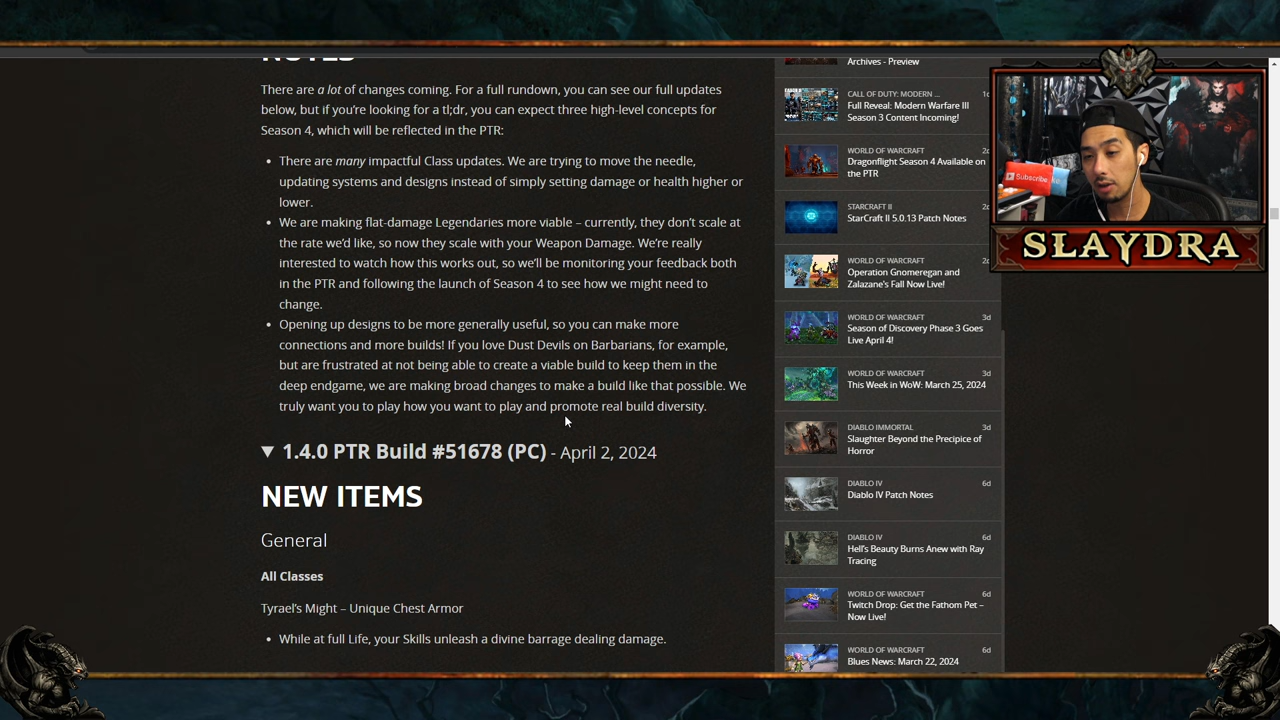 NOTES
There are a lot of changes coming. For a full rundown, you can see our full updates
below, but if you're looking for a tl;dr, you can expect three high-level concepts for
Season 4, which will be reflected in the PTR:
• There are many impactful Class updates. We are trying to move the needle,
updating systems and designs instead of simply setting damage or health higher or
lower.
• We are making flat-damage Legendaries more viable – currently, they don't scale at
the rate we'd like, so now they scale with your Weapon Damage. We're really
interested to watch how this works out, so we'll be monitoring your feedback both
in the PTR and following the launch of Season 4 to see how we might need to
change.
• Opening up designs to be more generally useful, so you can make more
connections and more builds! If you love Dust Devils on Barbarians, for example,
but are frustrated at not being able to create a viable build to keep them in the
deep endgame, we are making broad changes to make a build like that possible. We
truly want you to play how you want to play and promote real build diversity.
▼ 1.4.0 PTR Build #51678 (PC) - April 2, 2024
NEW ITEMS
General
All Classes
Tyrael's Might – Unique Chest Armor
• While at full Life, your Skills unleash a divine barrage dealing damage.
Archives - Preview
CALL OF DUTY: MODERN ...
Full Reveal: Modern Warfare III
Season 3 Content Incoming!
WORLD OF WARCRAFT
Dragonflight Season 4 Available on
the PTR
STARCRAFT II
StarCraft II 5.0.13 Patch Notes
WORLD OF WARCRAFT
Operation Gnomeregan and
Zalazane's Fall Now Live!
WORLD OF WARCRAFT 3d
Season of Discovery Phase 3 Goes
Live April 4!
WORLD OF WARCRAFT 3d
This Week in WoW: March 25, 2024
DIABLO IMMORTAL 3d
Slaughter Beyond the Precipice of
Horror
DIABLO IV 6d
Diablo IV Patch Notes
DIABLO IV 6d
Hell's Beauty Burns Anew with Ray
Tracing
WORLD OF WARCRAFT 6d
Twitch Drop: Get the Fathom Pet –
Now Live!
WORLD OF WARCRAFT 6d
Blues News: March 22, 2024
Subscribe
SLAYDRA